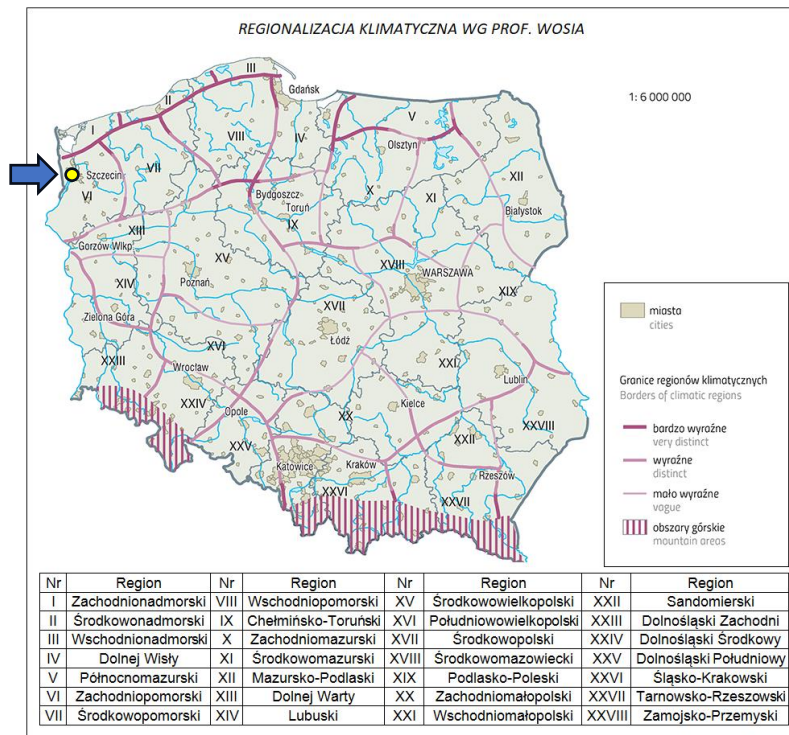 REGIONALIZACJA KLIMATYCZNA WG PROF. WOSIA
1: 6 000 000
III
Gdańsk
II
I
V
VIII
IV
Olsztyn
VII
Szczecin
XII
VI
X
XI
Bydgoszcz
Toruń
Białystok
IX
XIII
Gorzów Wlkp
XV
XVIII
WARSZAWA
XIV
Poznań
XIX
XVII
Zielona Góra
Łódź
XVI
XXIII
XXI
Wrocław
Lublin
XXIV
Opole
XX
Kielce
XXVIII
XXV
XXII
Katowice
Kraków
Rzeszów
XXVI
XXVII
miasta
cities
Granice regionów klimatycznych
Borders of climatic regions
bardzo wyraźne
very distinct
wyraźne
distinct
mało wyraźne
vague
obszary górskie
mountain areas
Nr Region Nr Region Nr Region Nr Region
I Zachodnionadmorski VIII Wschodniopomorski XV Środkowowielkopolski XXII Sandomierski
II Środkowonadmorski IX Chełmińsko-Toruński XVI Południowowielkopolski XXIII Dolnośląski Zachodni
III Wschodnionadmorski X Zachodniomazurski XVII Środkowopolski XXIV Dolnośląski Środkowy
IV Dolnej Wisły XI Środkowomazurski XVIII Środkowomazowiecki XXV Dolnośląski Południowy
V Północnomazurski XII Mazursko-Podlaski XIX Podlasko-Poleski XXVI Śląsko-Krakowski
VI Zachodniopomorski XIII Dolnej Warty XX Zachodniomałopolski XXVII Tarnowsko-Rzeszowski
VII Środkowopomorski XIV Lubuski XXI Wschodniomałopolski XXVIII Zamojsko-Przemyski